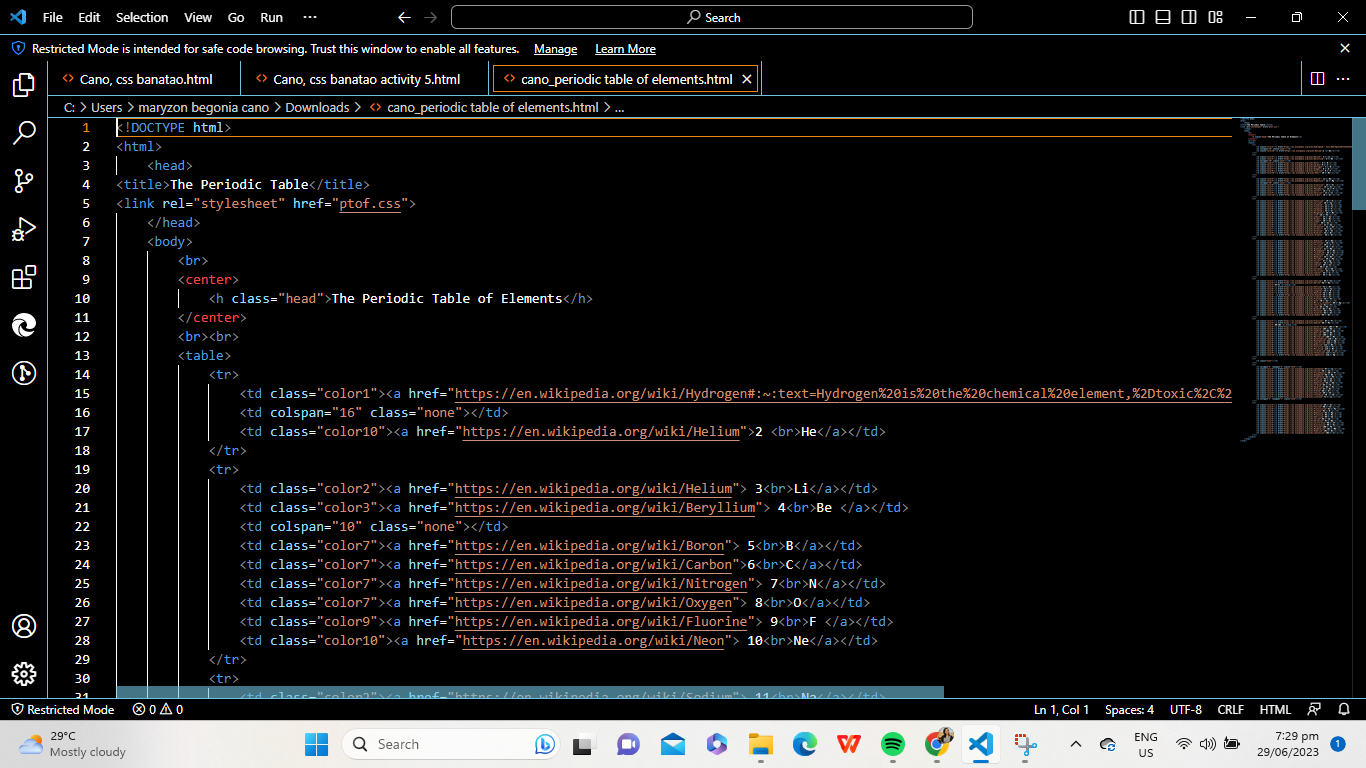 File Edit Selection View Go Run ··· Search
Restricted Mode is intended for safe code browsing. Trust this window to enable all features. Manage Learn More
Cano, css banatao.html Cano, css banatao activity 5.html cano_periodic table of elements.html
C: > Users > maryzon begonia cano > Downloads > cano_periodic table of elements.html > ...
1 <!DOCTYPE html>
2 <html>
3 <head>
4 <title>The Periodic Table</title>
5 <link rel="stylesheet" href="ptof.css">
6 </head>
7 <body>
8 <br>
9 <center>
10 <h class="head">The Periodic Table of Elements</h>
11 </center>
12 <br><br>
13 <table>
14 <tr>
15 <td class="color1"><a href="https://en.wikipedia.org/wiki/Hydrogen#:~:text=Hydrogen%20is%20the%20chemical%20element,%2Dtoxic%2C%2
16 <td colspan="16" class="none"></td>
17 <td class="color10"><a href="https://en.wikipedia.org/wiki/Helium">2 <br>He</a></td>
18 </tr>
19 <tr>
20 <td class="color2"><a href="https://en.wikipedia.org/wiki/Helium"> 3<br>Li</a></td>
21 <td class="color3"><a href="https://en.wikipedia.org/wiki/Beryllium"> 4<br>Be </a></td>
22 <td colspan="10" class="none"></td>
23 <td class="color7"><a href="https://en.wikipedia.org/wiki/Boron"> 5<br>B</a></td>
24 <td class="color7"><a href="https://en.wikipedia.org/wiki/Carbon">6<br>C</a></td>
25 <td class="color7"><a href="https://en.wikipedia.org/wiki/Nitrogen"> 7<br>N</a></td>
26 <td class="color7"><a href="https://en.wikipedia.org/wiki/Oxygen"> 8<br>O</a></td>
27 <td class="color9"><a href="https://en.wikipedia.org/wiki/Fluorine"> 9<br>F </a></td>
28 <td class="color10"><a href="https://en.wikipedia.org/wiki/Neon"> 10<br>Ne</a></td>
29 </tr>
30 <tr>
31 <td class="color2"><a href="https://en.wikipedia.org/wiki/Sodium"> 11<br>Na</a></td>
Restricted Mode 0 0 Ln 1, Col 1 Spaces: 4 UTF-8 CRLF HTML
29°C
Mostly cloudy
Search
ENG
US
7:29 pm
29/06/2023
1